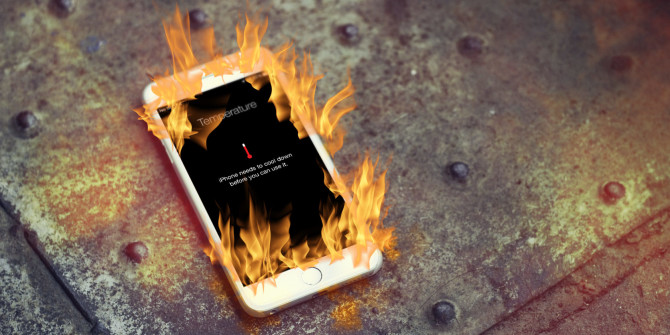 Temperature
iPhone needs to cool down
before you can use it.